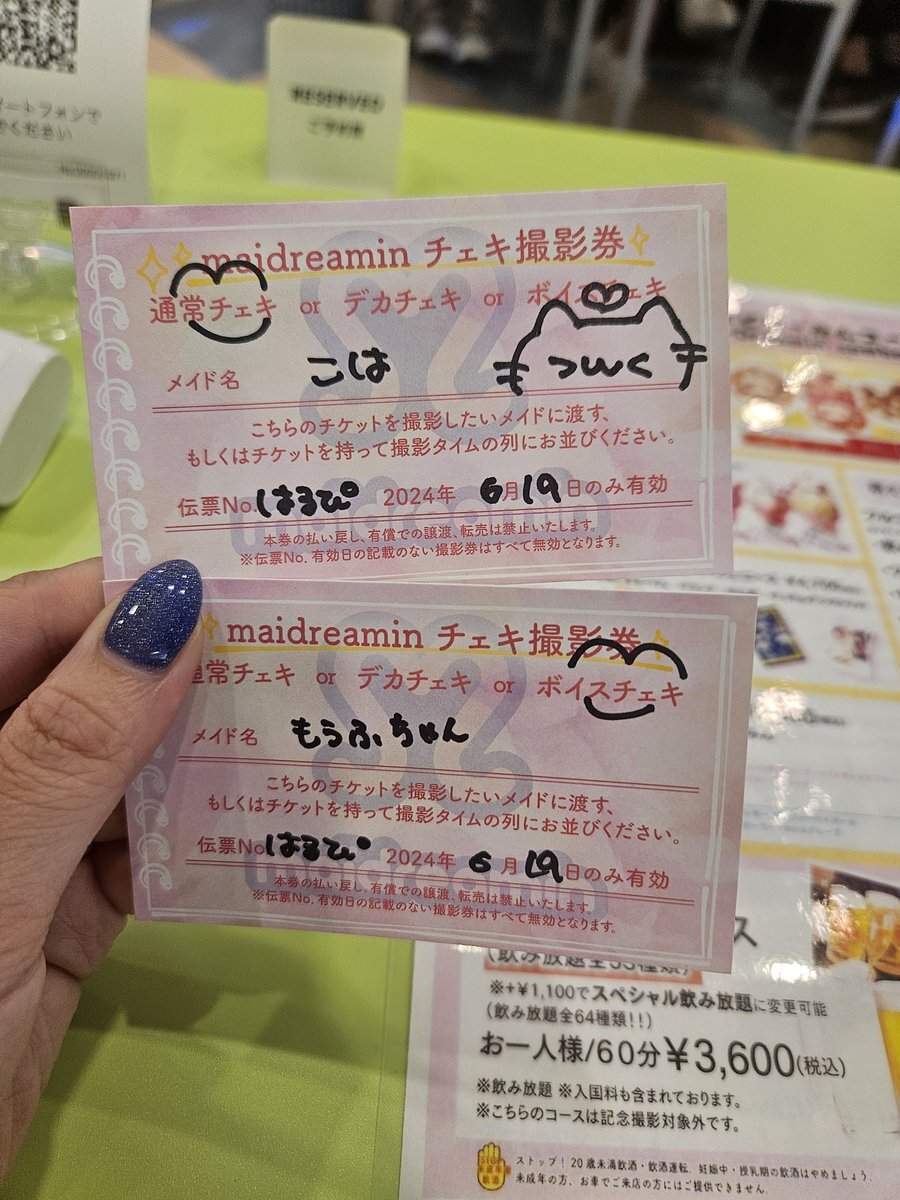 ートフォンで
ださい
RESERVED
ご予約席
maidreamin チェキ撮影券
通常チェキ or デカチェキ or ボイスチェキ
メイド名 こは つんく
こちらのチケットを撮影したいメイドに渡す、
もしくはチケットを持って撮影タイムの列にお並びください。
伝票No.はるぴ 2024年 6月19日のみ有効
本券の払い戻し、有償での譲渡、転売は禁止いたします。
※伝票No. 有効日の記載のない撮影券はすべて無効となります。
maidreamin チェキ撮影券
通常チェキ or デカチェキ or ボイスチェキ
メイド名 もうふちゃん
こちらのチケットを撮影したいメイドに渡す、
もしくはチケットを持って撮影タイムの列にお並びください。
伝票No はるぴ 2024年 6月19日のみ有効
本券の払い戻し、有償での譲渡、転売は禁止いたします。
※伝票No. 有効日の記載のない撮影券はすべて無効となります。
ス
※+¥1,100でスペシャル飲み放題に変更可能
(飲み放題全64種類!!)
お一人様/60分¥3,600(税込)
※飲み放題 ※入国料も含まれております。
※こちらのコースは記念撮影対象外です。
ストップ!20歳未満飲酒・飲酒運転。妊娠中・授乳期の飲酒はやめましょう。
未成年の方、お車でご来店の方にはご提供できません。